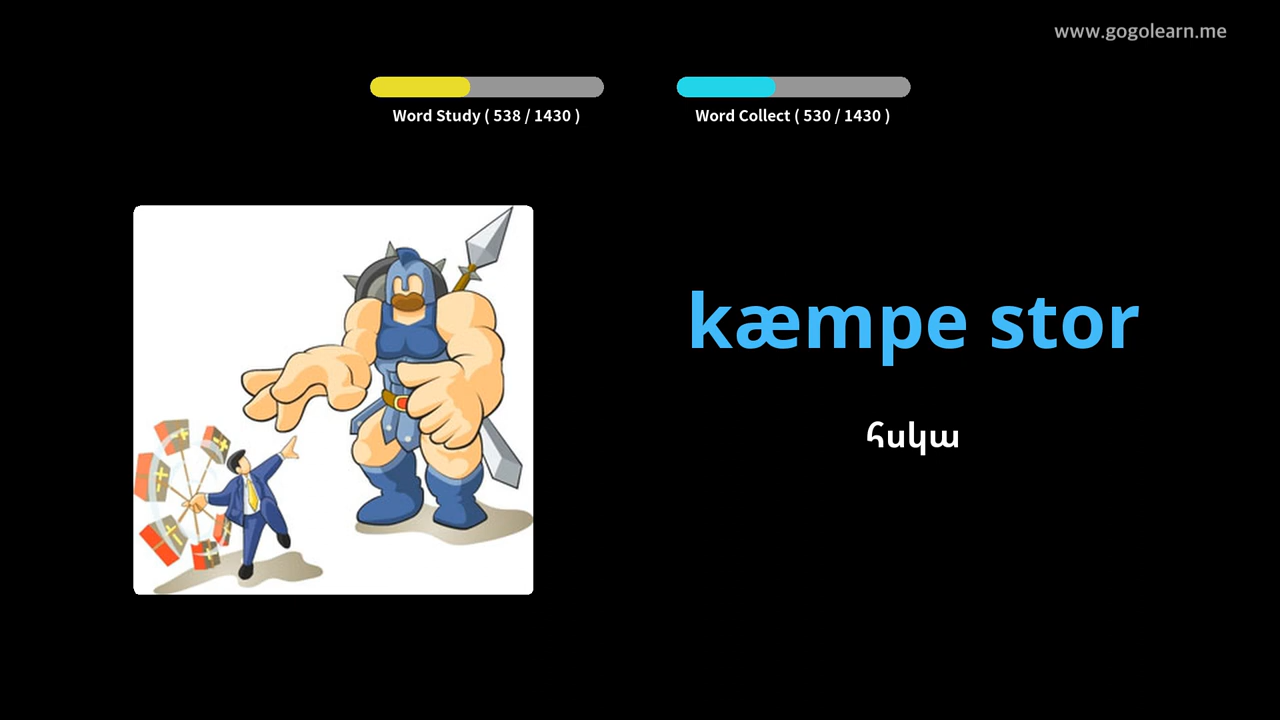 www.gogolearn.me
Word Study ( 538 / 1430 )
Word Collect ( 530 / 1430 )
kæmpe stor
հսկա